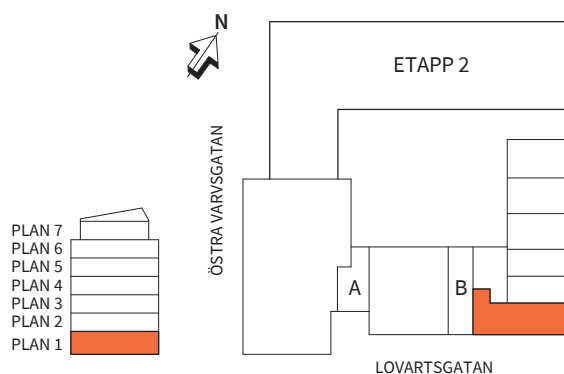 N
ETAPP 2
ÖSTRA VARVSGATAN
PLAN 7
PLAN 6
PLAN 5
PLAN 4
PLAN 3
PLAN 2
PLAN 1
A
B
LOVARTSGATAN